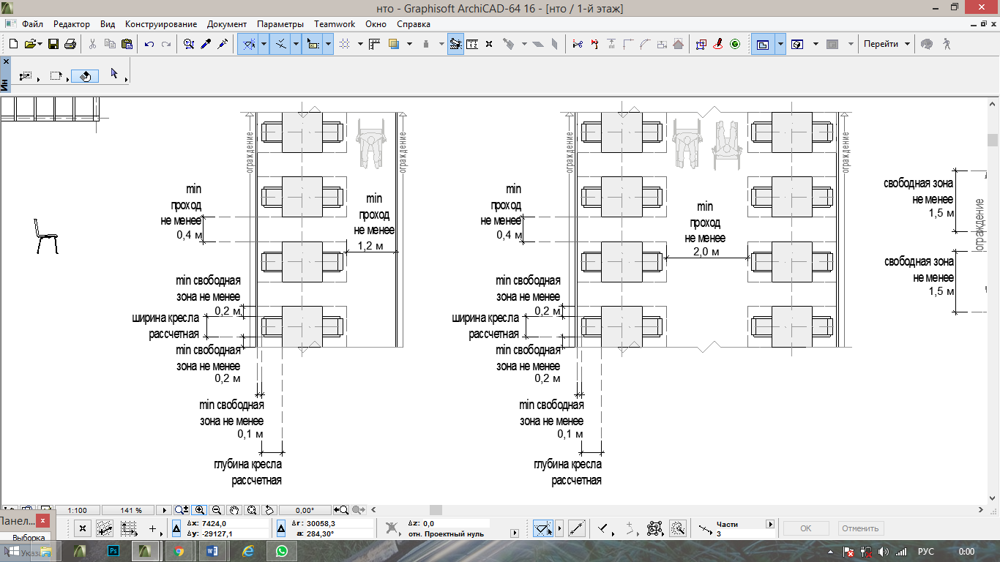 нто - Graphisoft ArchiCAD-64 16 - [нто / 1-й этаж]
Файл Редактор Вид Конструирование Документ Параметры Teamwork Окно Справка
Перейти
Ин
ограждение
ограждение
min
проход
не менее
0,4 м
min
проход
не менее
1,2 м
min свободная
зона не менее
0,2 м
ширина кресла
рассчетная
min свободная
зона не менее
0,2 м
min свободная
зона не менее
0,1 м
глубина кресла
рассчетная
ограждение
ограждение
min
проход
не менее
0,4 м
min
проход
не менее
2,0 м
min свободная
зона не менее
0,2 м
ширина кресла
рассчетная
min свободная
зона не менее
0,2 м
min свободная
зона не менее
0,1 м
глубина кресла
рассчетная
свободная зона
не менее
1,5 м
ограждение
свободная зона
не менее
1,5 м
1:100 141 % 0,00°
Панел...
Выборка
Указа
Δx: 7424,0
Δy: -29127,1
Δr: 30058,3
a: 284,30°
Δz: 0,0
отн. Проектный нуль
Части
3
OK Отменить
Ps
РУС 0:00